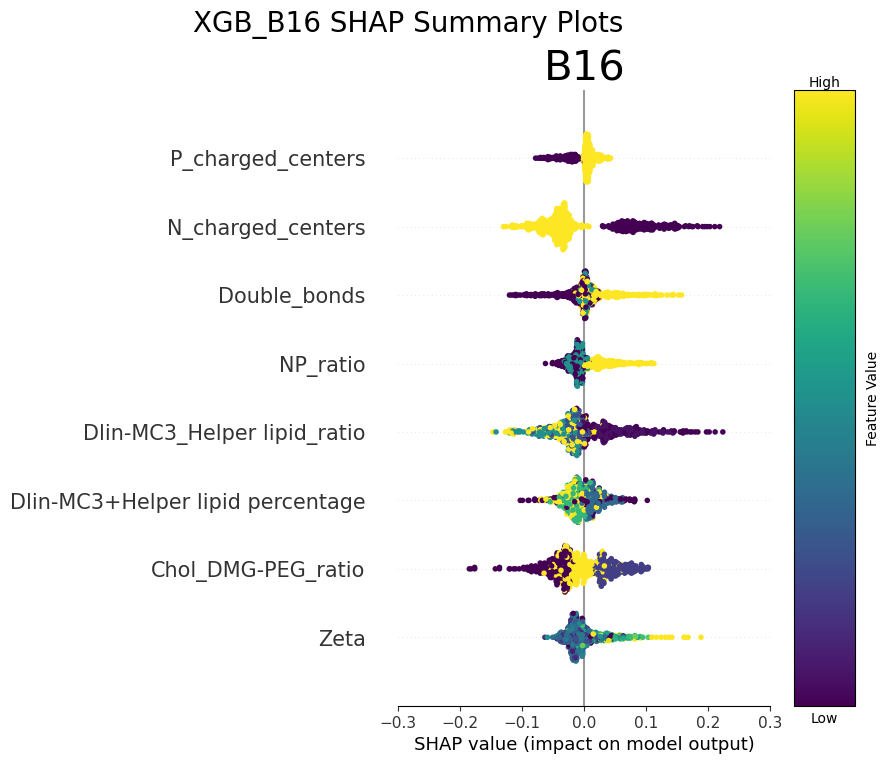 XGB_B16 SHAP Summary Plots
B16
High
P_charged_centers
N_charged_centers
Double_bonds
NP_ratio
Dlin-MC3_Helper lipid_ratio
Dlin-MC3+Helper lipid percentage
Chol_DMG-PEG_ratio
Zeta
Feature Value
Low
−0.3 −0.2 −0.1 0.0 0.1 0.2 0.3
SHAP value (impact on model output)